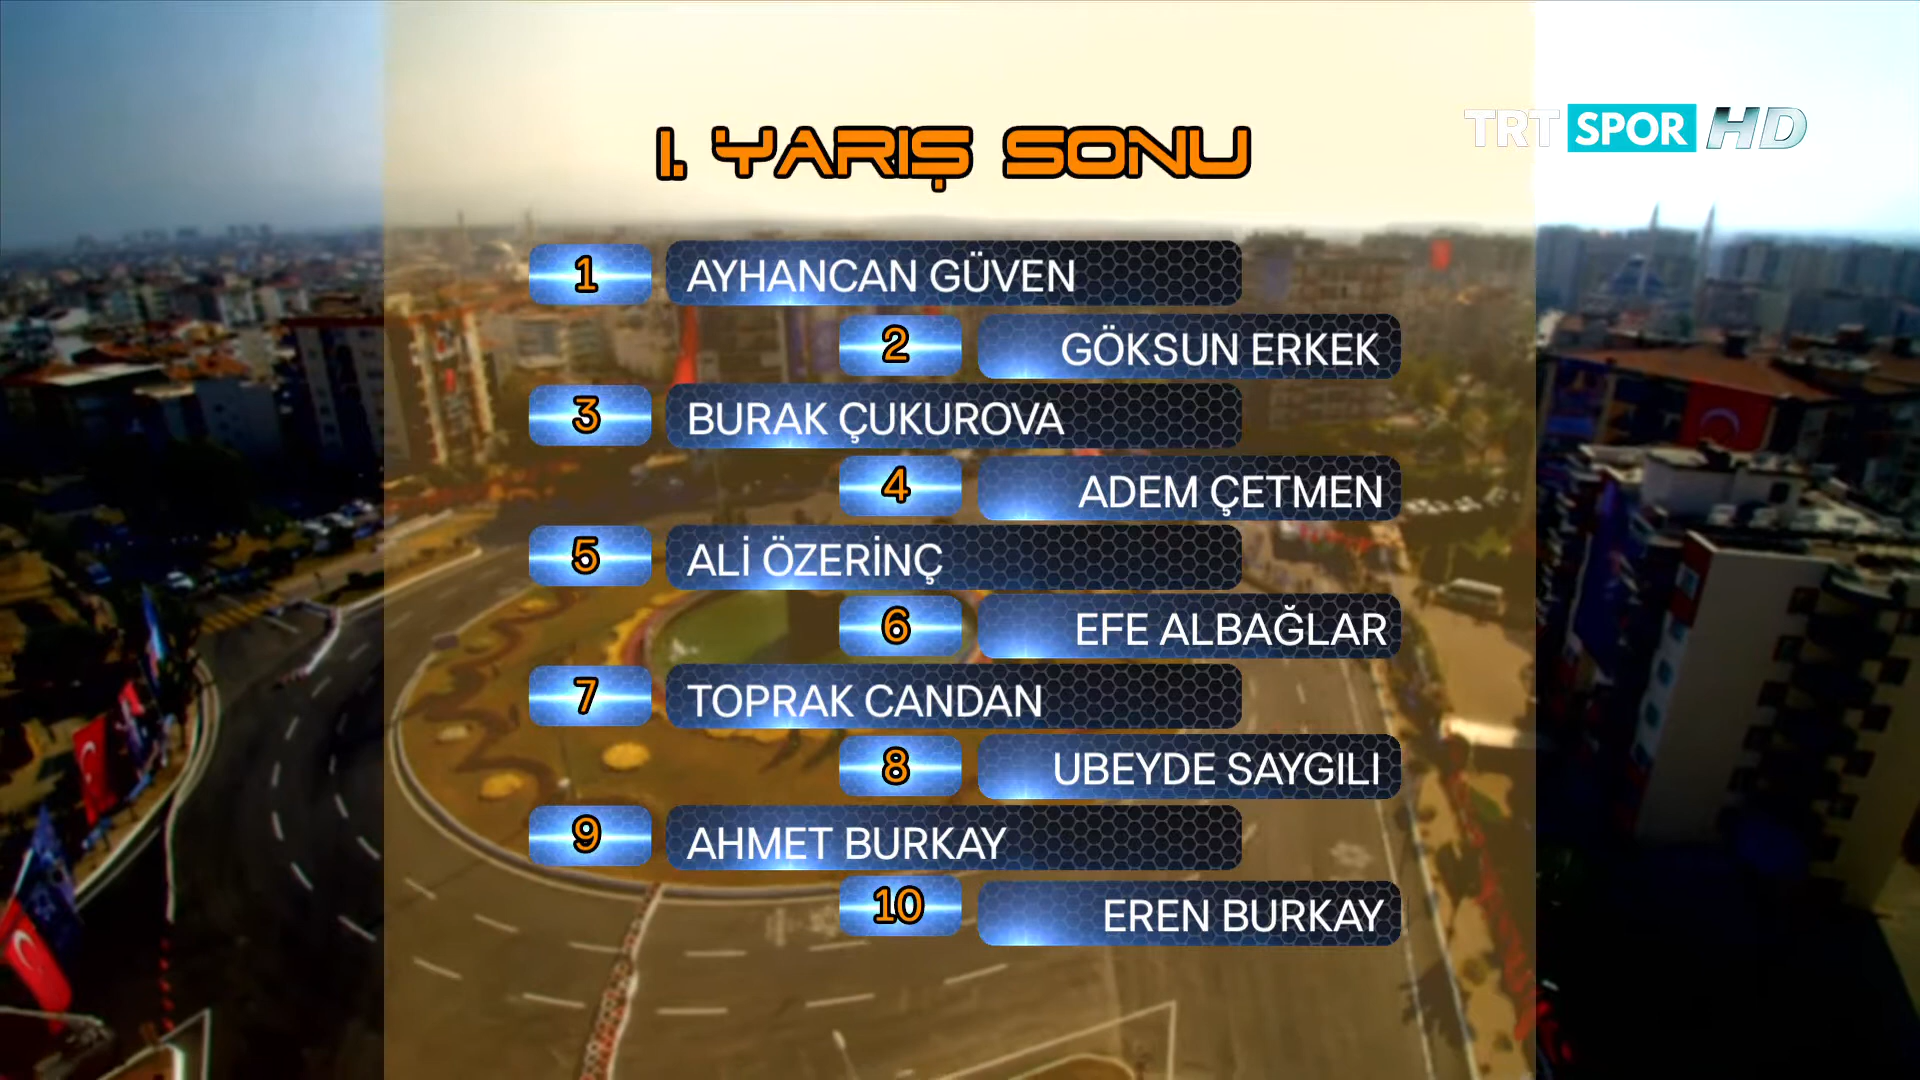 TRT SPOR HD
I. YARIŞ SONU
1 AYHANCAN GÜVEN
2 GÖKSUN ERKEK
3 BURAK ÇUKUROVA
4 ADEM ÇETMEN
5 ALİ ÖZERİNÇ
6 EFE ALBAĞLAR
7 TOPRAK CANDAN
8 UBEYDE SAYGILI
9 AHMET BURKAY
10 EREN BURKAY